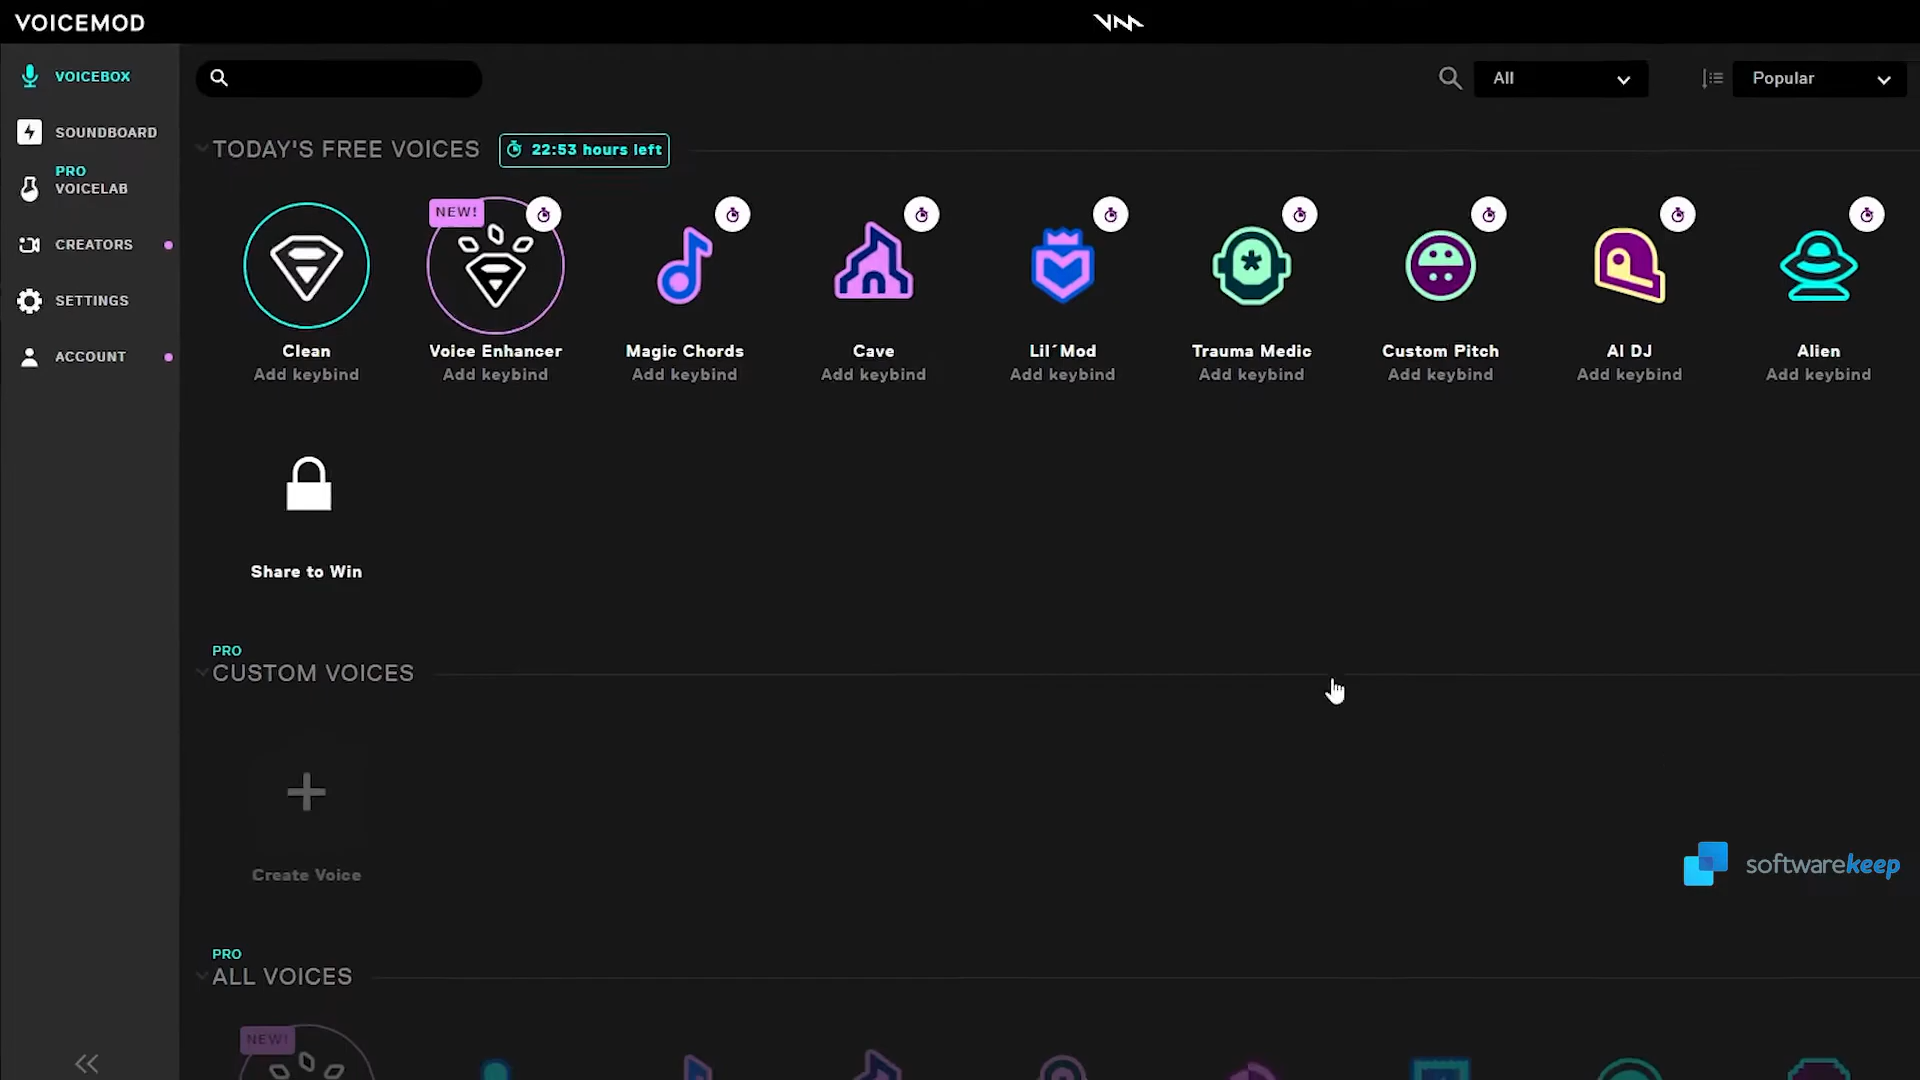 VOICEMOD
VOICEBOX
SOUNDBOARD
PRO
VOICELAB
CREATORS
SETTINGS
ACCOUNT
All
Popular
TODAY'S FREE VOICES
22:53 hours left
NEW!
Clean
Add keybind
Voice Enhancer
Add keybind
Magic Chords
Add keybind
Cave
Add keybind
Lil´Mod
Add keybind
Trauma Medic
Add keybind
Custom Pitch
Add keybind
AI DJ
Add keybind
Alien
Add keybind
Share to Win
PRO
CUSTOM VOICES
Create Voice
softwarekeep
PRO
ALL VOICES
NEW!